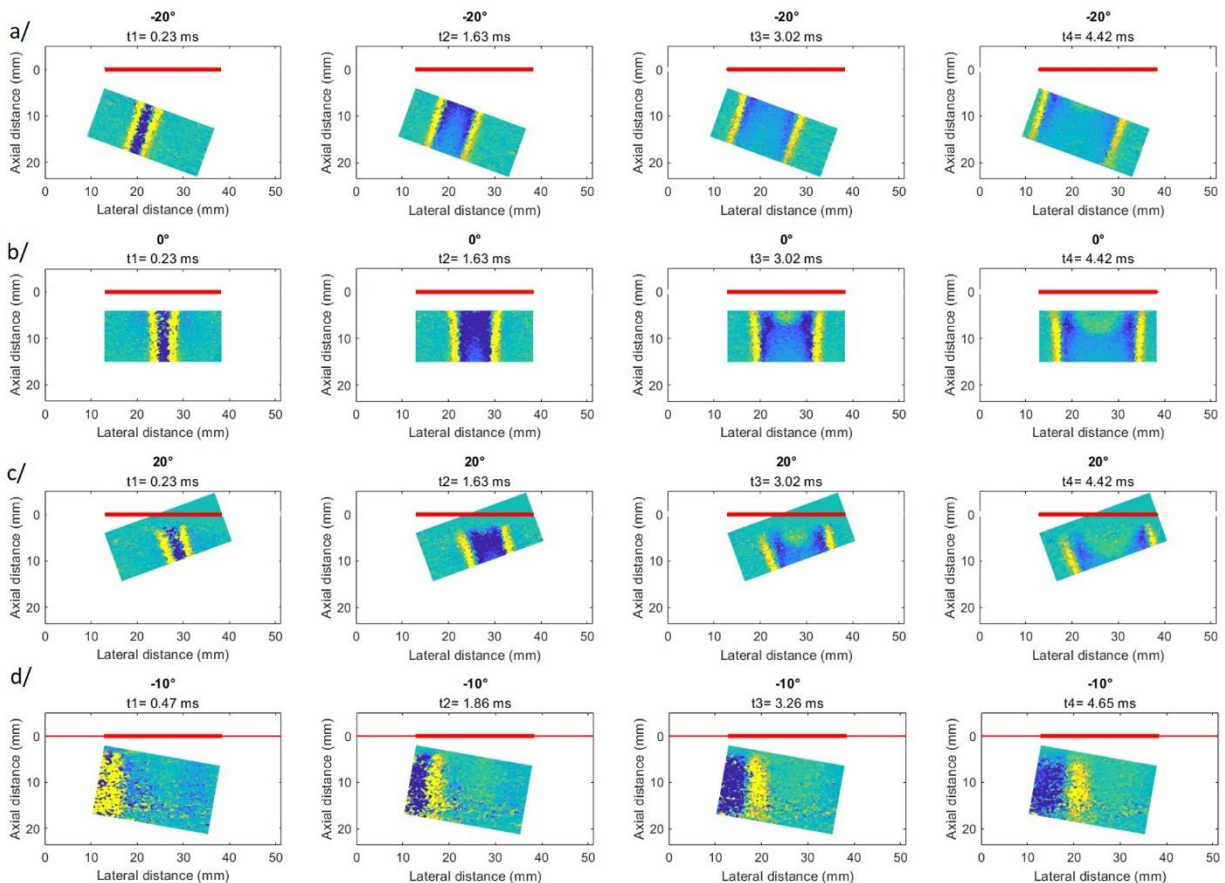 a/
-20° -20° -20° -20°
t1= 0.23 ms t2= 1.63 ms t3= 3.02 ms t4= 4.42 ms
Axial distance (mm) Axial distance (mm) Axial distance (mm) Axial distance (mm)
0 0 0 0
10 10 10 10
20 20 20 20
0 10 20 30 40 50 0 10 20 30 40 50 0 10 20 30 40 50 0 10 20 30 40 50
Lateral distance (mm) Lateral distance (mm) Lateral distance (mm) Lateral distance (mm)
b/
0° 0° 0° 0°
t1= 0.23 ms t2= 1.63 ms t3= 3.02 ms t4= 4.42 ms
Axial distance (mm) Axial distance (mm) Axial distance (mm) Axial distance (mm)
0 0 0 0
10 10 10 10
20 20 20 20
0 10 20 30 40 50 0 10 20 30 40 50 0 10 20 30 40 50 0 10 20 30 40 50
Lateral distance (mm) Lateral distance (mm) Lateral distance (mm) Lateral distance (mm)
c/
20° 20° 20° 20°
t1= 0.23 ms t2= 1.63 ms t3= 3.02 ms t4= 4.42 ms
Axial distance (mm) Axial distance (mm) Axial distance (mm) Axial distance (mm)
0 0 0 0
10 10 10 10
20 20 20 20
0 10 20 30 40 50 0 10 20 30 40 50 0 10 20 30 40 50 0 10 20 30 40 50
Lateral distance (mm) Lateral distance (mm) Lateral distance (mm) Lateral distance (mm)
d/
-10° -10° -10° -10°
t1= 0.47 ms t2= 1.86 ms t3= 3.26 ms t4= 4.65 ms
Axial distance (mm) Axial distance (mm) Axial distance (mm) Axial distance (mm)
0 0 0 0
10 10 10 10
20 20 20 20
0 10 20 30 40 50 0 10 20 30 40 50 0 10 20 30 40 50 0 10 20 30 40 50
Lateral distance (mm) Lateral distance (mm) Lateral distance (mm) Lateral distance (mm)